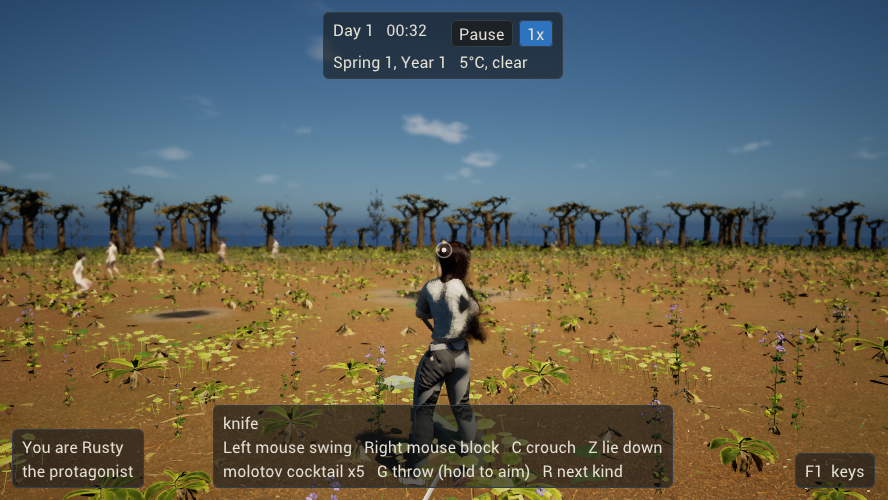 Day 1 00:32 Pause 1x
Spring 1, Year 1 5°C, clear
knife
Left mouse swing Right mouse block C crouch Z lie down
molotov cocktail x5 G throw (hold to aim) R next kind
You are Rusty
the protagonist
F1 keys